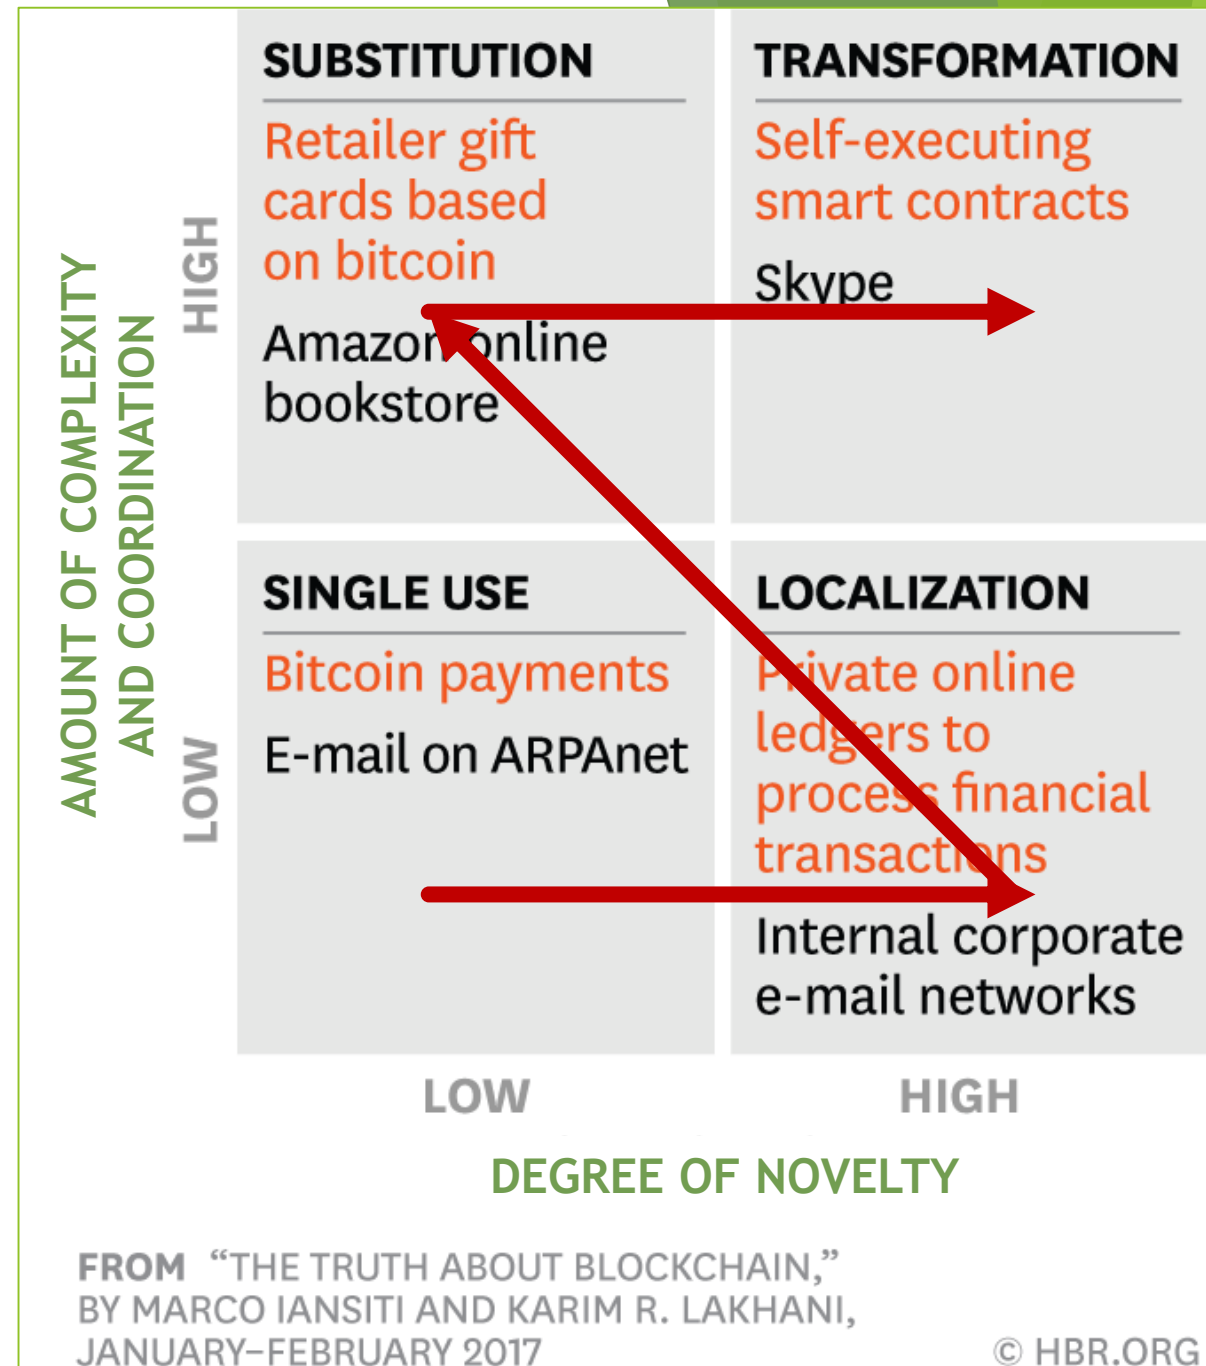 SUBSTITUTION
Retailer gift
cards based
on bitcoin
Amazon online
bookstore
TRANSFORMATION
Self-executing
smart contracts
Skype
HIGH
AMOUNT OF COMPLEXITY
AND COORDINATION
SINGLE USE
Bitcoin payments
E-mail on ARPAnet
LOCALIZATION
Private online
ledgers to
process financial
transactions
Internal corporate
e-mail networks
LOW
LOW
HIGH
DEGREE OF NOVELTY
FROM “THE TRUTH ABOUT BLOCKCHAIN,”
BY MARCO IANSITI AND KARIM R. LAKHANI,
JANUARY–FEBRUARY 2017
© HBR.ORG